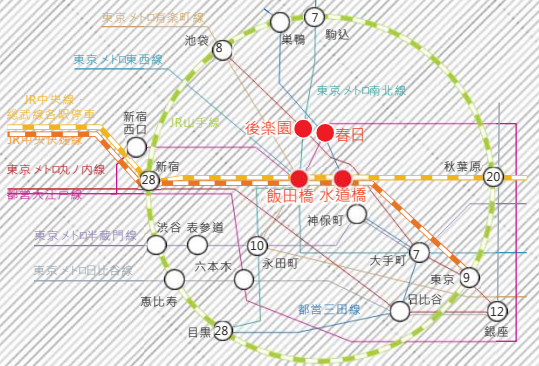 東京メトロ有楽町線
池袋
8
巣鴨
7
駒込
東京メトロ東西線
東京メトロ南北線
JR中央線
総武線各駅停車
JR中央快速線
新宿
西口
JR山手線
後楽園
春日
東京メトロ丸ノ内線
都営大江戸線
28
新宿
飯田橋
水道橋
秋葉原
20
神保町
渋谷
表参道
東京メトロ半蔵門線
10
永田町
大手町
7
東京メトロ日比谷線
六本木
東京
9
恵比寿
日比谷
都営三田線
12
銀座
目黒
28